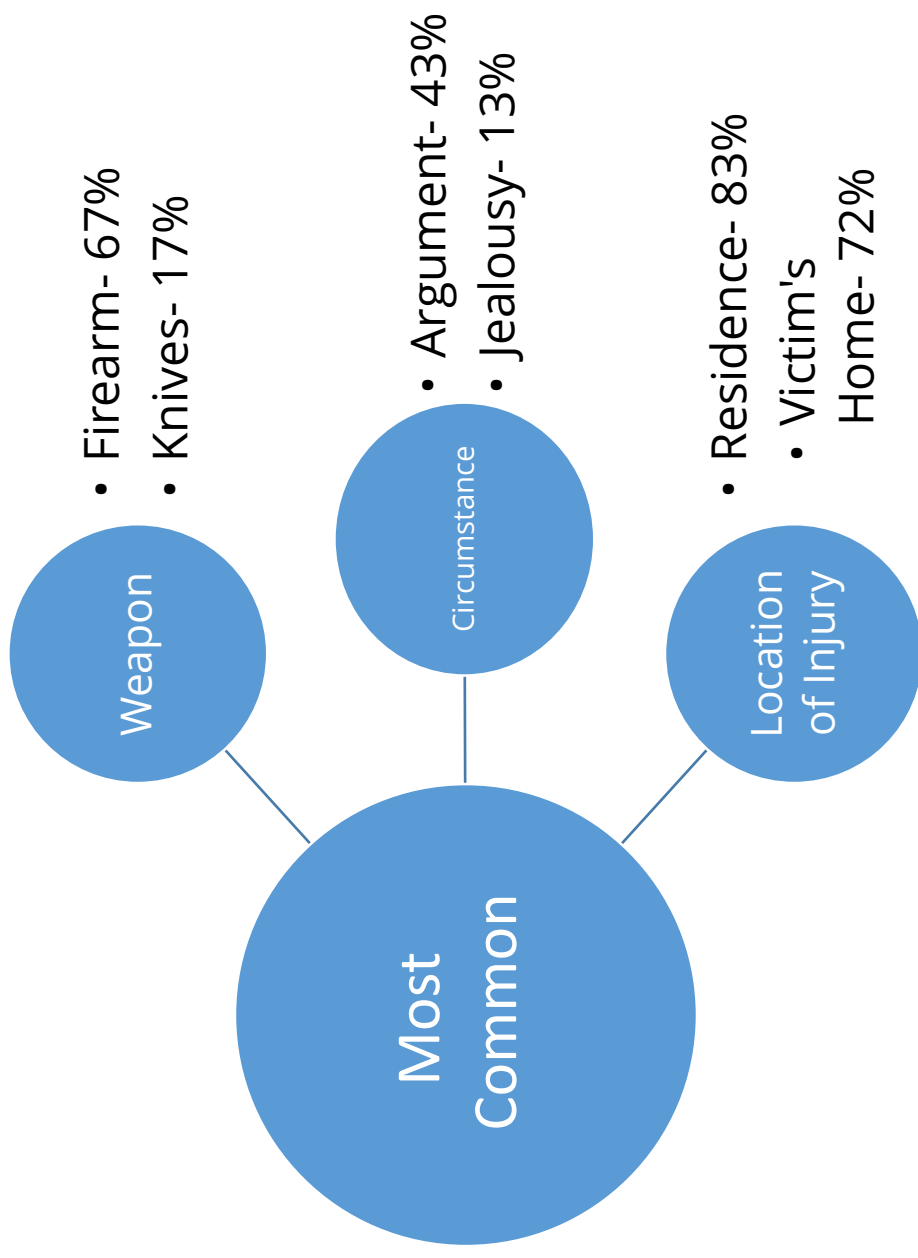 Most
Common
Weapon
• Firearm- 67%
• Knives- 17%
Circumstance
• Argument- 43%
• Jealousy- 13%
Location
of Injury
• Residence- 83%
• Victim's
Home- 72%